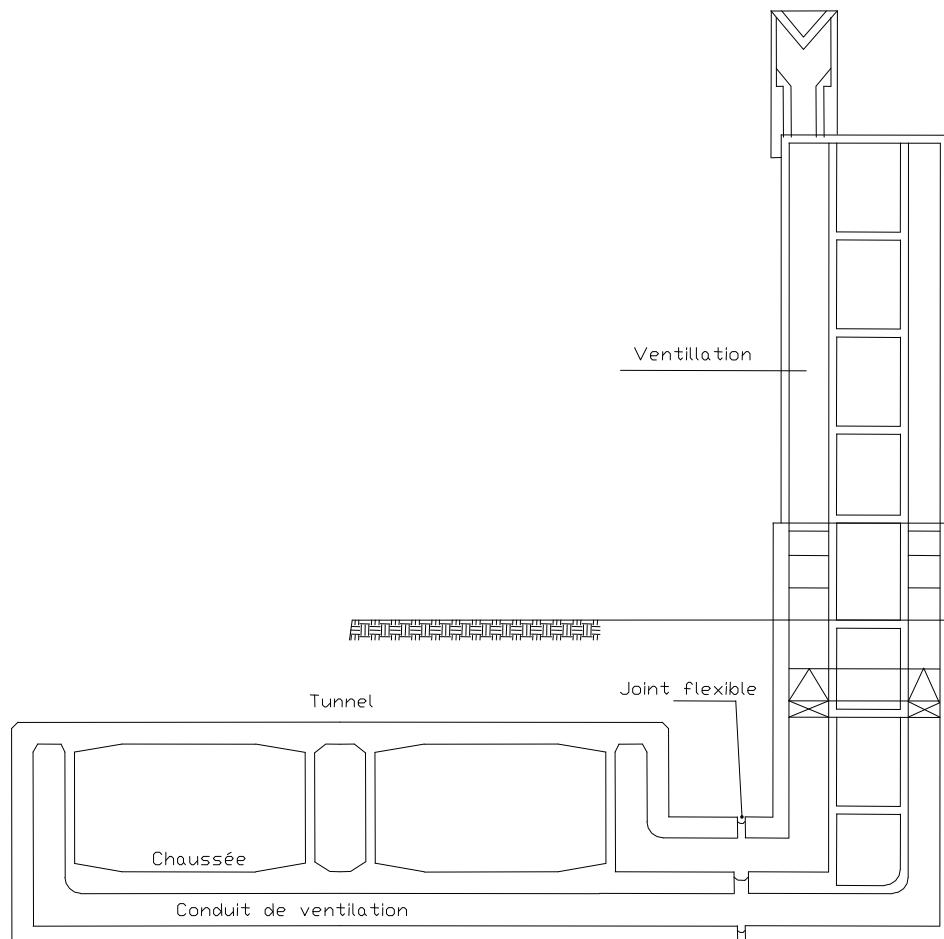 Ventillation
Joint flexible
Tunnel
Chaussée
Conduit de ventilation